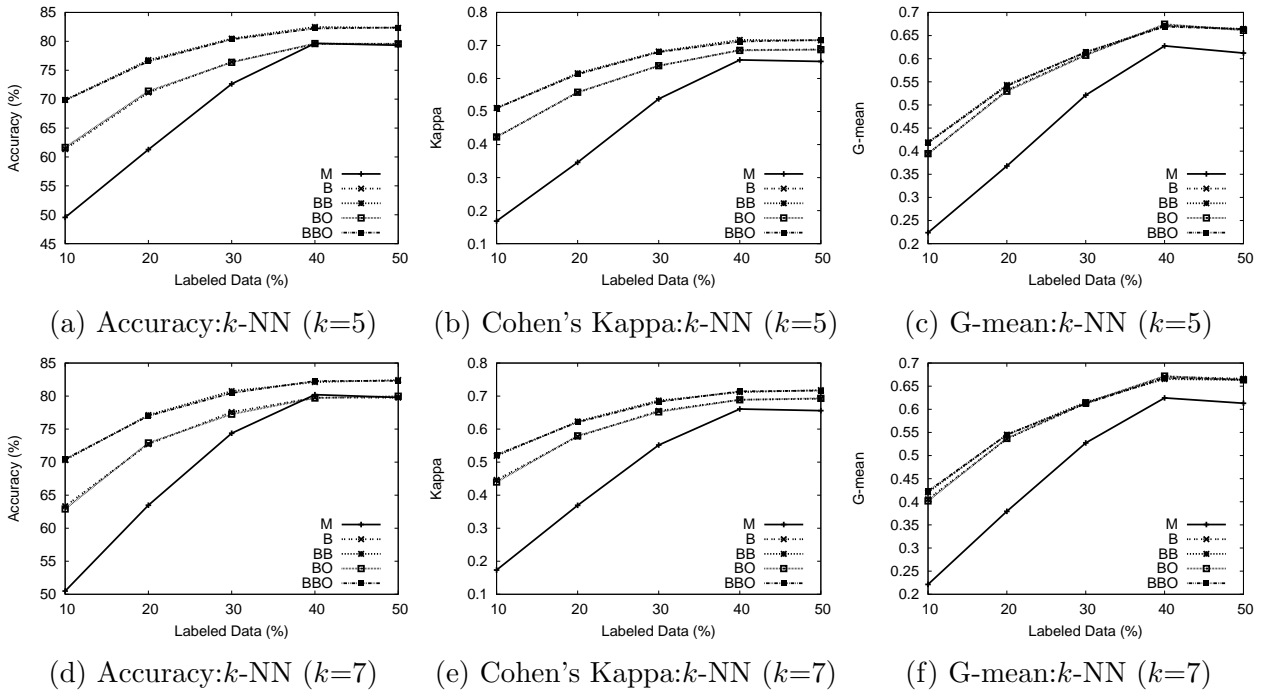 85
80
75
70
65
60
55
50
45
Accuracy (%)
M
B
BB
BO
BBO
10 20 30 40 50
Labeled Data (%)
(a) Accuracy:k-NN (k=5)
0.8
0.7
0.6
0.5
0.4
0.3
0.2
0.1
Kappa
M
B
BB
BO
BBO
10 20 30 40 50
Labeled Data (%)
(b) Cohen's Kappa:k-NN (k=5)
0.7
0.65
0.6
0.55
0.5
0.45
0.4
0.35
0.3
0.25
0.2
G-mean
M
B
BB
BO
BBO
10 20 30 40 50
Labeled Data (%)
(c) G-mean:k-NN (k=5)
85
80
75
70
65
60
55
50
Accuracy (%)
M
B
BB
BO
BBO
10 20 30 40 50
Labeled Data (%)
(d) Accuracy:k-NN (k=7)
0.8
0.7
0.6
0.5
0.4
0.3
0.2
0.1
Kappa
M
B
BB
BO
BBO
10 20 30 40 50
Labeled Data (%)
(e) Cohen's Kappa:k-NN (k=7)
0.7
0.65
0.6
0.55
0.5
0.45
0.4
0.35
0.3
0.25
0.2
G-mean
M
B
BB
BO
BBO
10 20 30 40 50
Labeled Data (%)
(f) G-mean:k-NN (k=7)